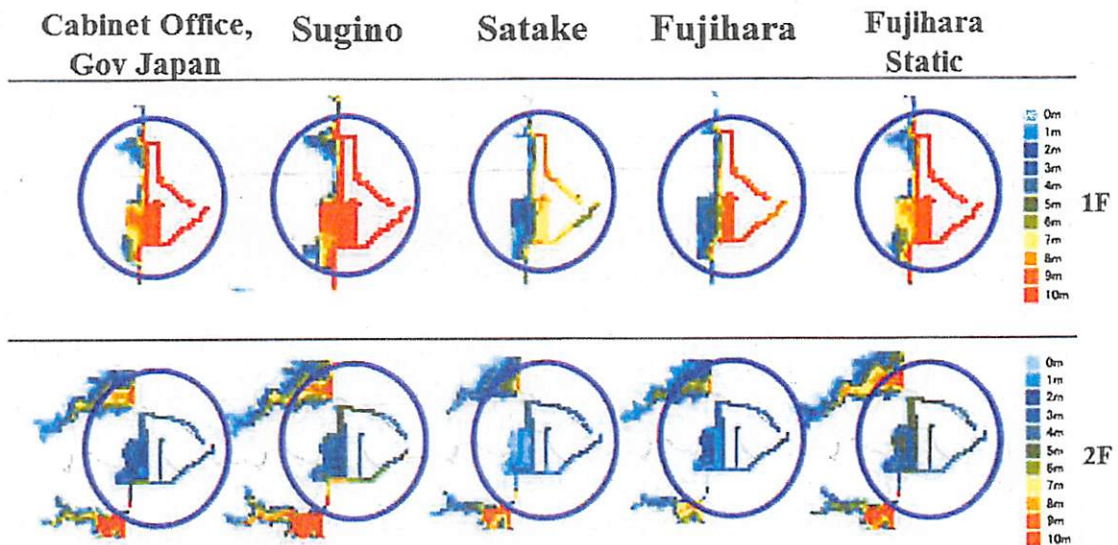 Cabinet Office,
Gov Japan
Sugino
Satake
Fujihara
Fujihara
Static
0m
1m
2m
3m
4m
5m
6m
7m
8m
9m
10m
1F
0m
1m
2m
3m
4m
5m
6m
7m
8m
9m
10m
2F